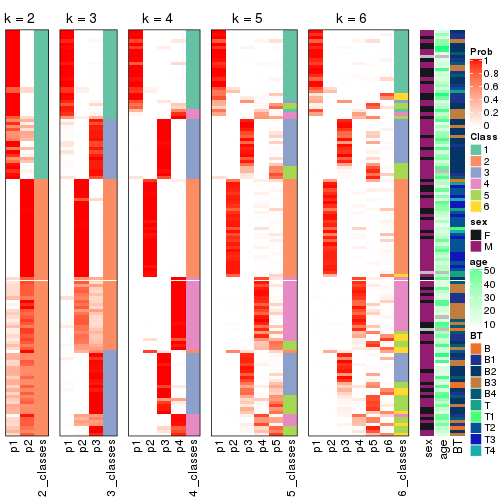 k = 2
k = 3
k = 4
k = 5
k = 6
p1
p2
2_classes
p1
p2
p3
3_classes
p1
p2
p3
p4
4_classes
p1
p2
p3
p4
p5
5_classes
p1
p2
p3
p4
p5
p6
6_classes
sex
age
BT
Prob
1
0.8
0.6
0.4
0.2
0
Class
1
2
3
4
5
6
sex
F
M
age
50
40
30
20
10
BT
B
B1
B2
B3
B4
T
T1
T2
T3
T4